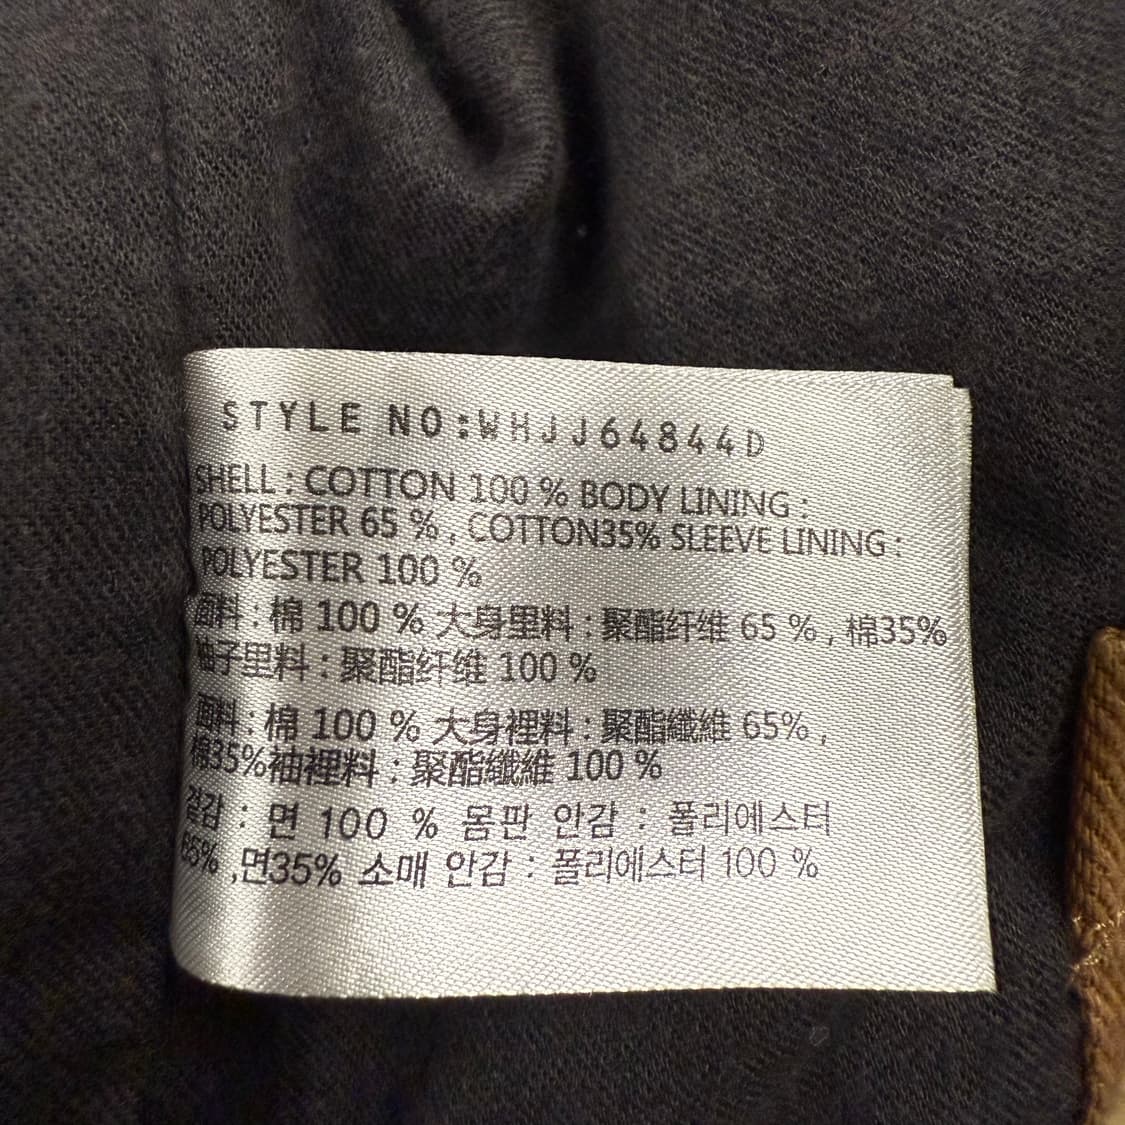 STYLE NO:WHJJ64844D
SHELL : COTTON 100 % BODY LINING :
POLYESTER 65 % , COTTON35% SLEEVE LINING :
POLYESTER 100 %
面料 : 棉 100 % 大身里料 : 聚酯纤维 65 % , 棉35%
袖子里料 : 聚酯纤维 100 %
面料 : 棉 100 % 大身裡料 : 聚酯纖維 65% ,
棉35%袖裡料 : 聚酯纖維 100 %
겉감 : 면 100 % 몸판 안감 : 폴리에스터
65% ,면35% 소매 안감 : 폴리에스터 100 %